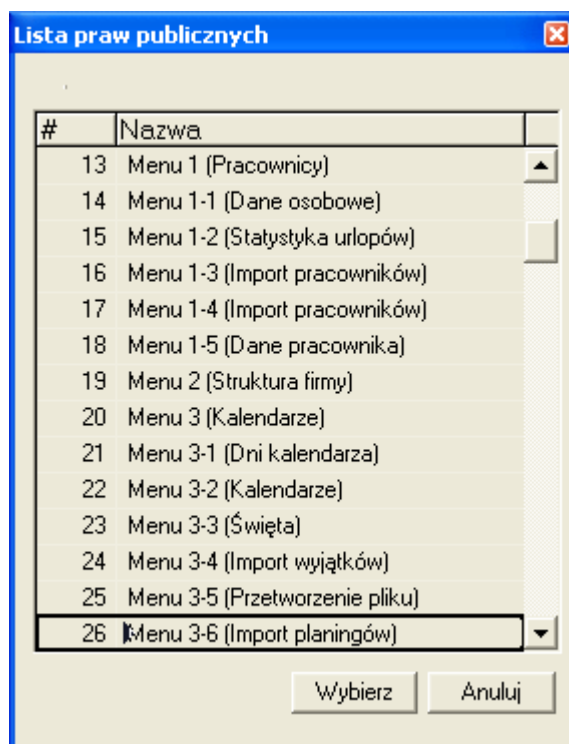 Lista praw publicznych
# Nazwa
13 Menu 1 (Pracownicy)
14 Menu 1-1 (Dane osobowe)
15 Menu 1-2 (Statystyka urlopów)
16 Menu 1-3 (Import pracowników)
17 Menu 1-4 (Import pracowników)
18 Menu 1-5 (Dane pracownika)
19 Menu 2 (Struktura firmy)
20 Menu 3 (Kalendarze)
21 Menu 3-1 (Dni kalendarza)
22 Menu 3-2 (Kalendarze)
23 Menu 3-3 (Święta)
24 Menu 3-4 (Import wyjątków)
25 Menu 3-5 (Przetworzenie pliku)
26 Menu 3-6 (Import planingów)
Wybierz Anuluj